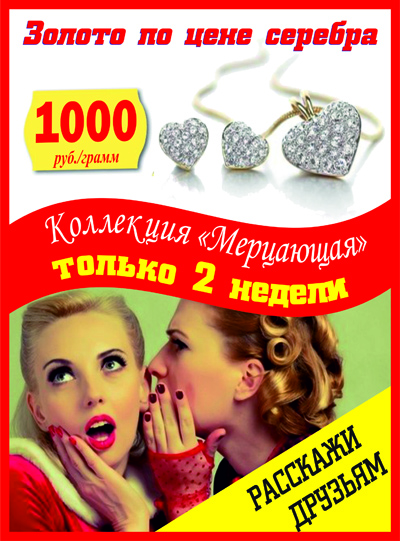 Золото по цене серебра
1000
руб./грамм
Коллекция «Мерцающая»
только 2 недели
РАССКАЖИ
ДРУЗЬЯМ